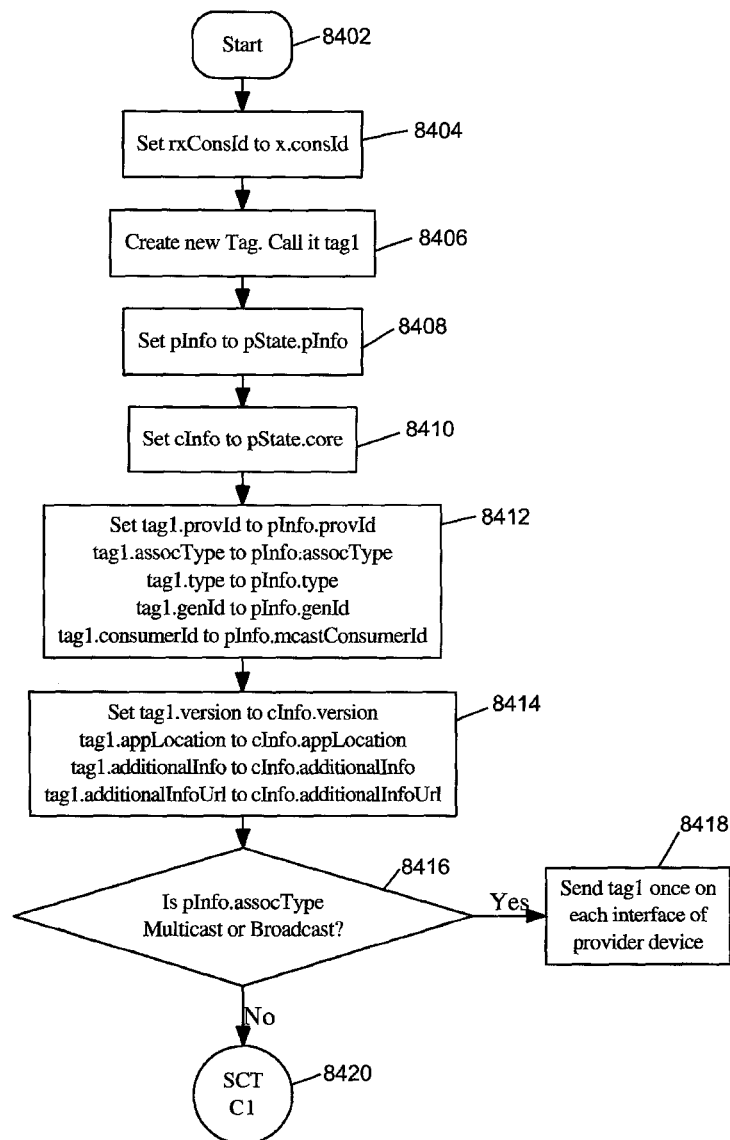 Start
8402
Set rxConsId to x.consId
8404
Create new Tag. Call it tag1
8406
Set pInfo to pState.pInfo
8408
Set cInfo to pState.core
8410
8412
Set tag1.provId to pInfo.provId
tag1.assocType to pInfo.assocType
tag1.type to pInfo.type
tag1.genId to pInfo.genId
tag1.consumerId to pInfo.mcastConsumerId
8414
Set tag1.version to cInfo.version
tag1.appLocation to cInfo.appLocation
tag1.additionalInfo to cInfo.additionalInfo
tag1.additionalInfoUrl to cInfo.additionalInfoUrl
8416
Is pInfo.assocType
Multicast or Broadcast?
Yes
8418
Send tag1 once on
each interface of
provider device
No
SCT
C1
8420